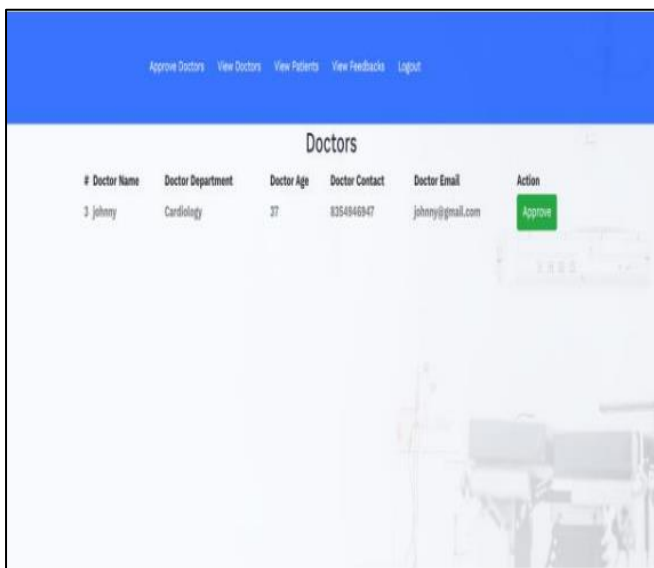 Approve Doctors View Doctors View Patients View Feedbacks Logout
Doctors
# Doctor Name Doctor Department Doctor Age Doctor Contact Doctor Email Action
3 johnny Cardiology 37 8354946947 johnny@gmail.com Approve